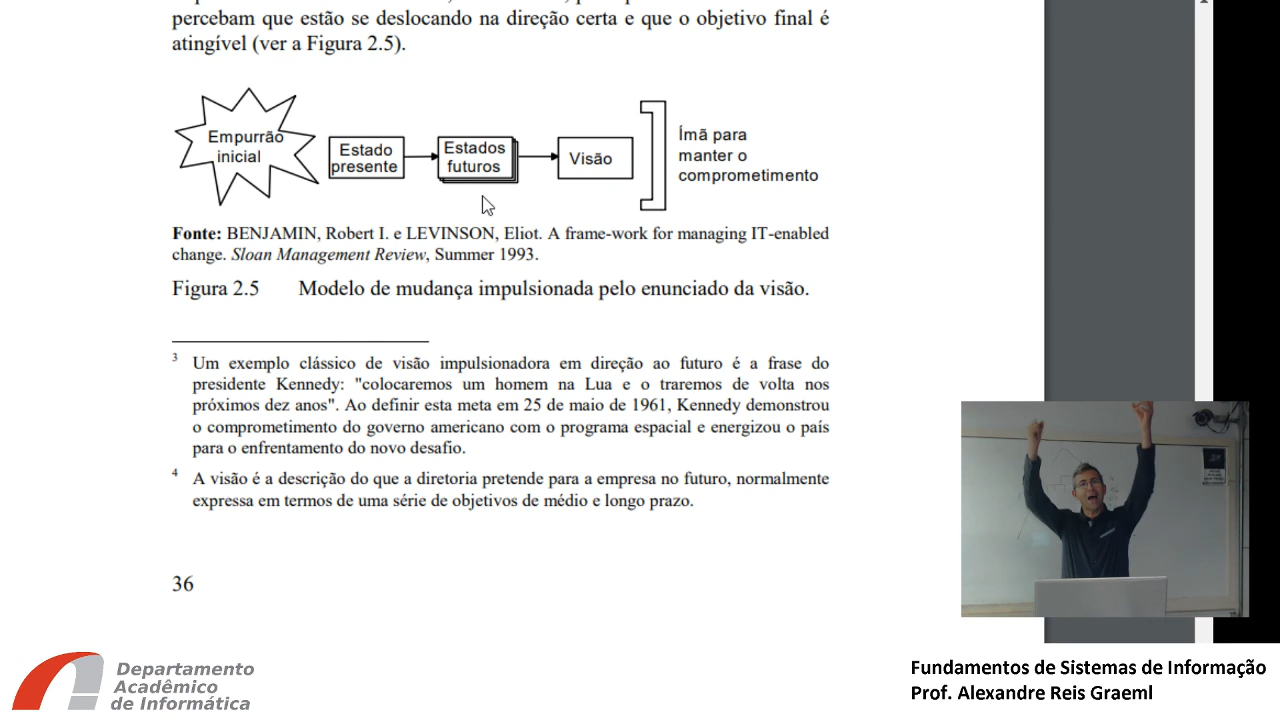 percebam que estão se deslocando na direção certa e que o objetivo final é
atingível (ver a Figura 2.5).
Empurrão
inicial
Estado
presente
Estados
futuros
Visão
Ímã para
manter o
comprometimento
Fonte: BENJAMIN, Robert I. e LEVINSON, Eliot. A frame-work for managing IT-enabled
change. Sloan Management Review, Summer 1993.
Figura 2.5 Modelo de mudança impulsionada pelo enunciado da visão.
3 Um exemplo clássico de visão impulsionadora em direção ao futuro é a frase do
presidente Kennedy: "colocaremos um homem na Lua e o traremos de volta nos
próximos dez anos". Ao definir esta meta em 25 de maio de 1961, Kennedy demonstrou
o comprometimento do governo americano com o programa espacial e energizou o país
para o enfrentamento do novo desafio.
4 A visão é a descrição do que a diretoria pretende para a empresa no futuro, normalmente
expressa em termos de uma série de objetivos de médio e longo prazo.
36
Departamento
Acadêmico
de Informática
Fundamentos de Sistemas de Informação
Prof. Alexandre Reis Graeml